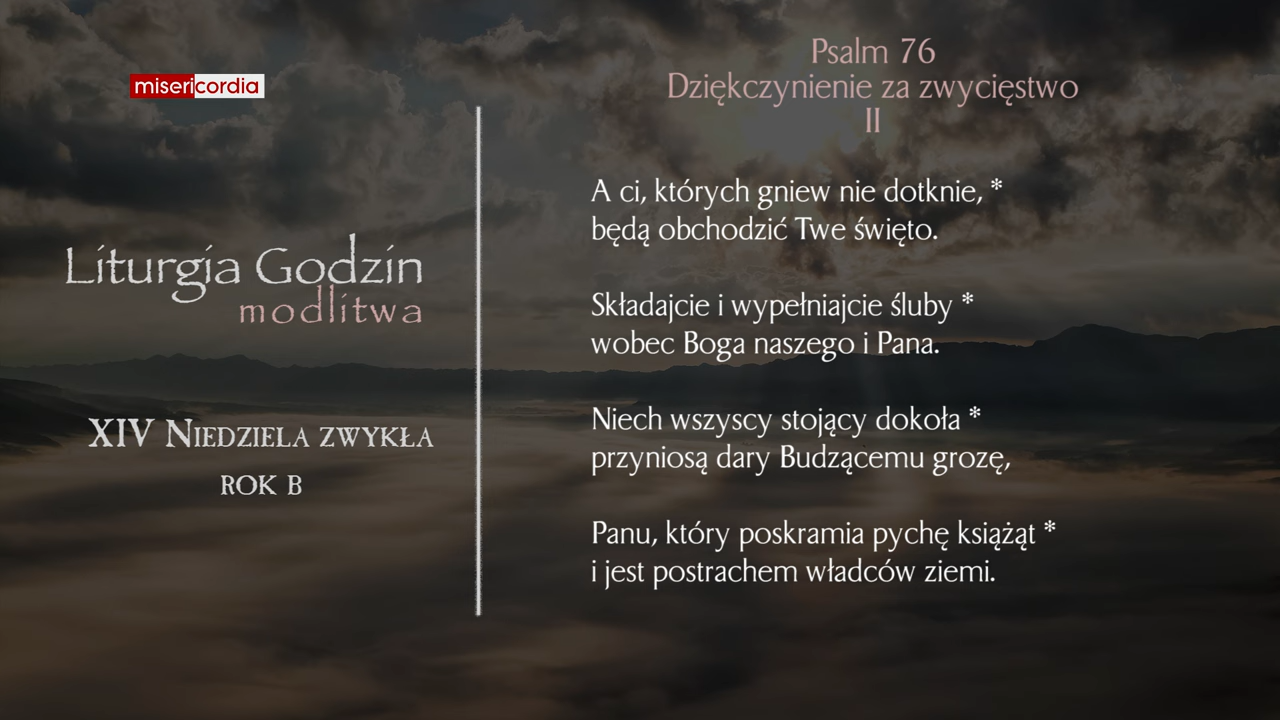 misericordia
Liturgia Godzin
modlitwa
XIV Niedziela zwykła
rok B
Psalm 76
Dziękczynienie za zwycięstwo
II
A ci, których gniew nie dotknie, *
będą obchodzić Twe święto.
Składajcie i wypełniajcie śluby *
wobec Boga naszego i Pana.
Niech wszyscy stojący dokoła *
przyniosą dary Budzącemu grozę,
Panu, który poskramia pychę książąt *
i jest postrachem władców ziemi.